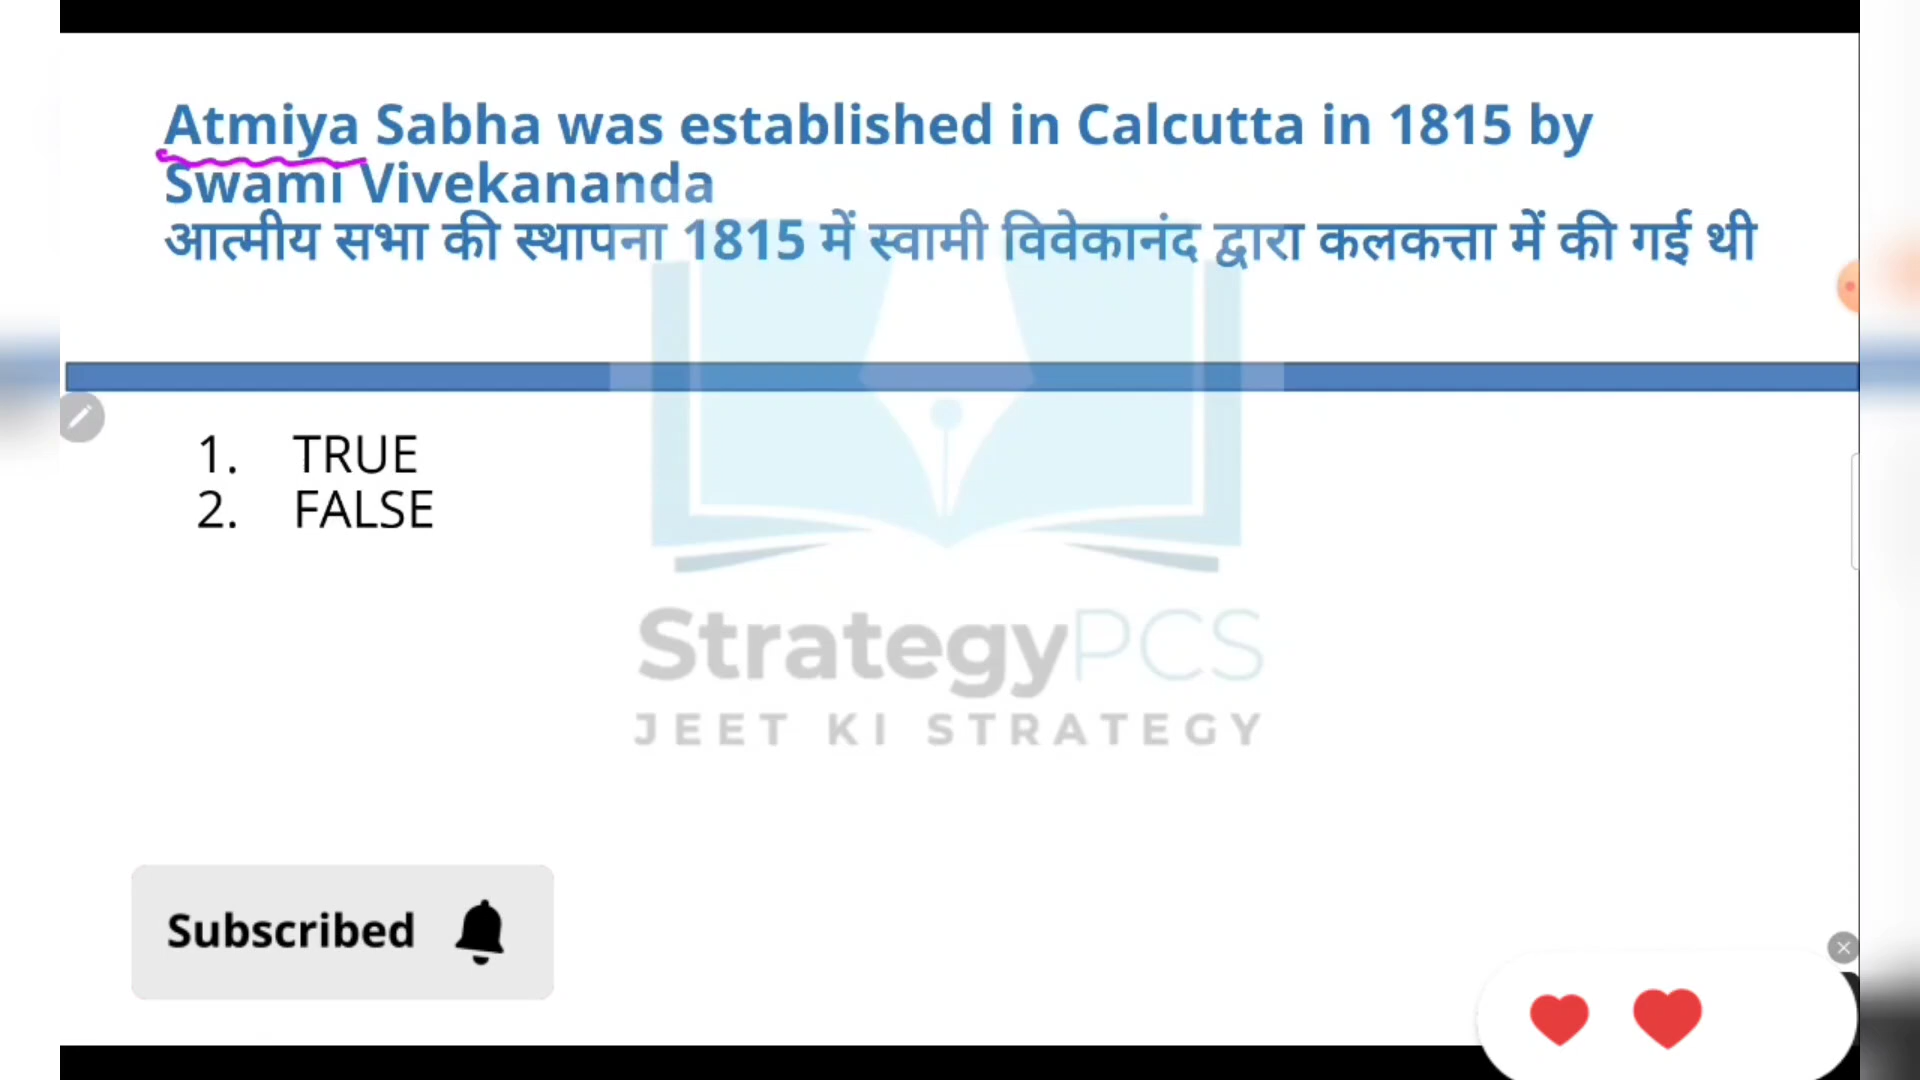 Atmiya Sabha was established in Calcutta in 1815 by
Swami Vivekananda
आत्मीय सभा की स्थापना 1815 में स्वामी विवेकानंद द्वारा कलकत्ता में की गई थी
1. TRUE
2. FALSE
StrategyPCS
JEET KI STRATEGY
Subscribed